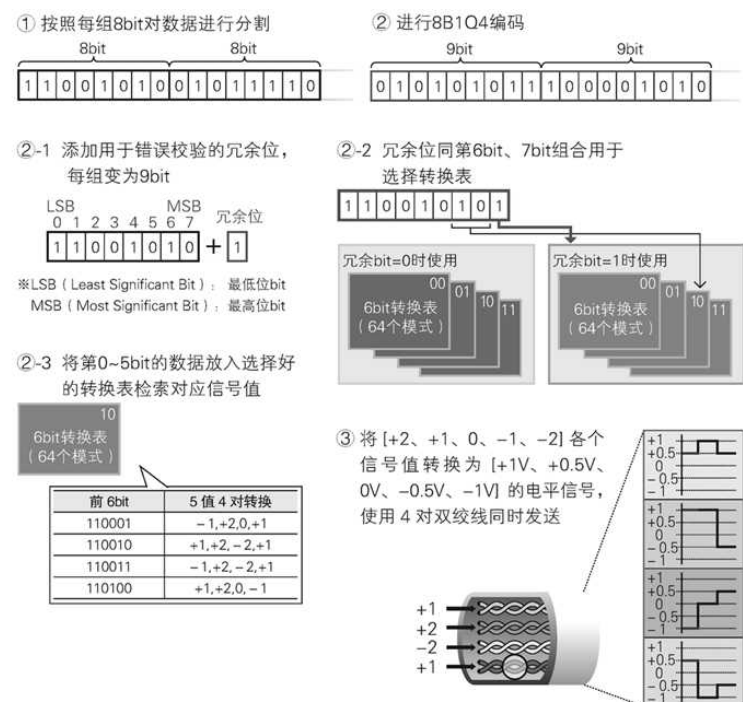 ① 按照每组8bit对数据进行分割
8bit 8bit
1 1 0 0 1 0 1 0 0 1 0 1 1 1 1 0
② 进行8B1Q4编码
9bit 9bit
0 1 0 1 0 1 0 1 1 1 0 0 0 0 1 0 1 0
②-1 添加用于错误校验的冗余位，
每组变为9bit
LSB MSB
0 1 2 3 4 5 6 7 冗余位
1 1 0 0 1 0 1 0 + 1
※LSB（Least Significant Bit）：最低位bit
MSB（Most Significant Bit）：最高位bit
②-2 冗余位同第6bit、7bit组合用于
选择转换表
1 1 0 0 1 0 1 0 1
冗余bit=0时使用
00
6bit转换表
（64个模式）
01
10
11
冗余bit=1时使用
00
6bit转换表
（64个模式）
01
10
11
②-3 将第0~5bit的数据放入选择好
的转换表检索对应信号值
10
6bit转换表
（64个模式）
前 6bit 5 值 4 对转换
110001 −1,+2,0,+1
110010 +1,+2,−2,+1
110011 −1,+2,−2,+1
110100 +1,+2,0,−1
③ 将 [+2、+1、0、−1、−2] 各个
信号值转换为 [+1V、+0.5V、
0V、−0.5V、−1V] 的电平信号，
使用 4 对双绞线同时发送
+1
+2
−2
+1
+1
+0.5
0
−0.5
−1
+1
+0.5
0
−0.5
−1
+1
+0.5
0
−0.5
−1
+1
+0.5
0
−0.5
−1